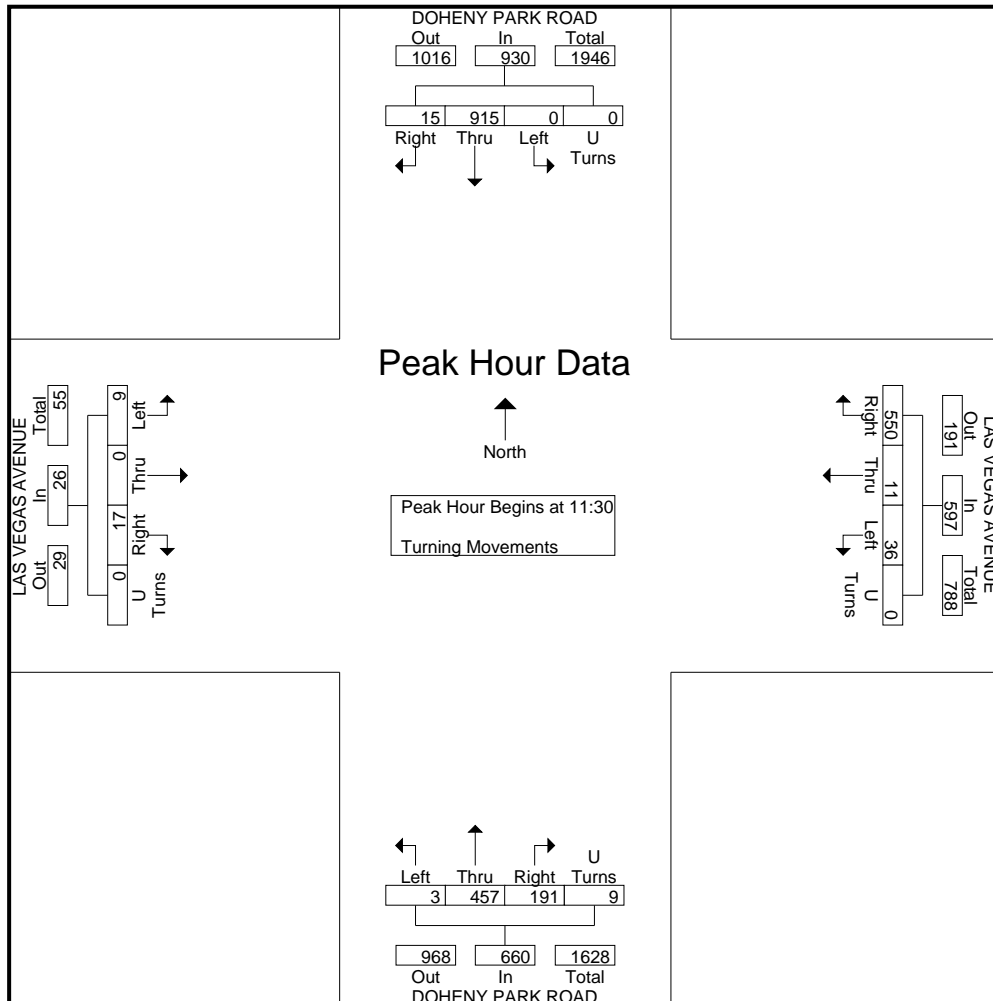 DOHENY PARK ROAD
Out In Total
1016 930 1946
15 915 0 0
Right Thru Left U
Turns
Peak Hour Data
North
Peak Hour Begins at 11:30
Turning Movements
LAS VEGAS AVENUE
Total In Out
55 26 29
9 0 17 0
Left Thru Right U
Turns
LAS VEGAS AVENUE
Out In Total
191 597 788
550 11 36 0
Right Thru Left U
Turns
U
Left Thru Right Turns
3 457 191 9
968 660 1628
Out In Total
DOHENY PARK ROAD